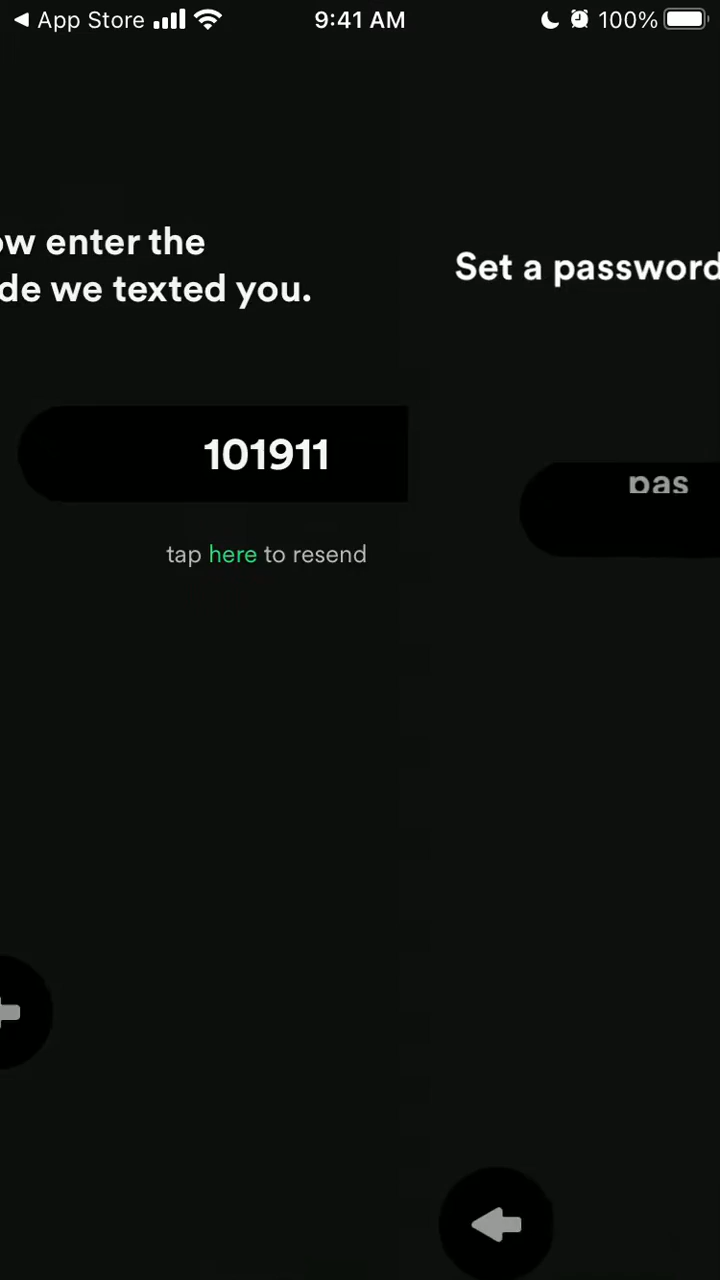 App Store
9:41 AM
100%
ow enter the
de we texted you.
101911
tap here to resend
Set a password
pas